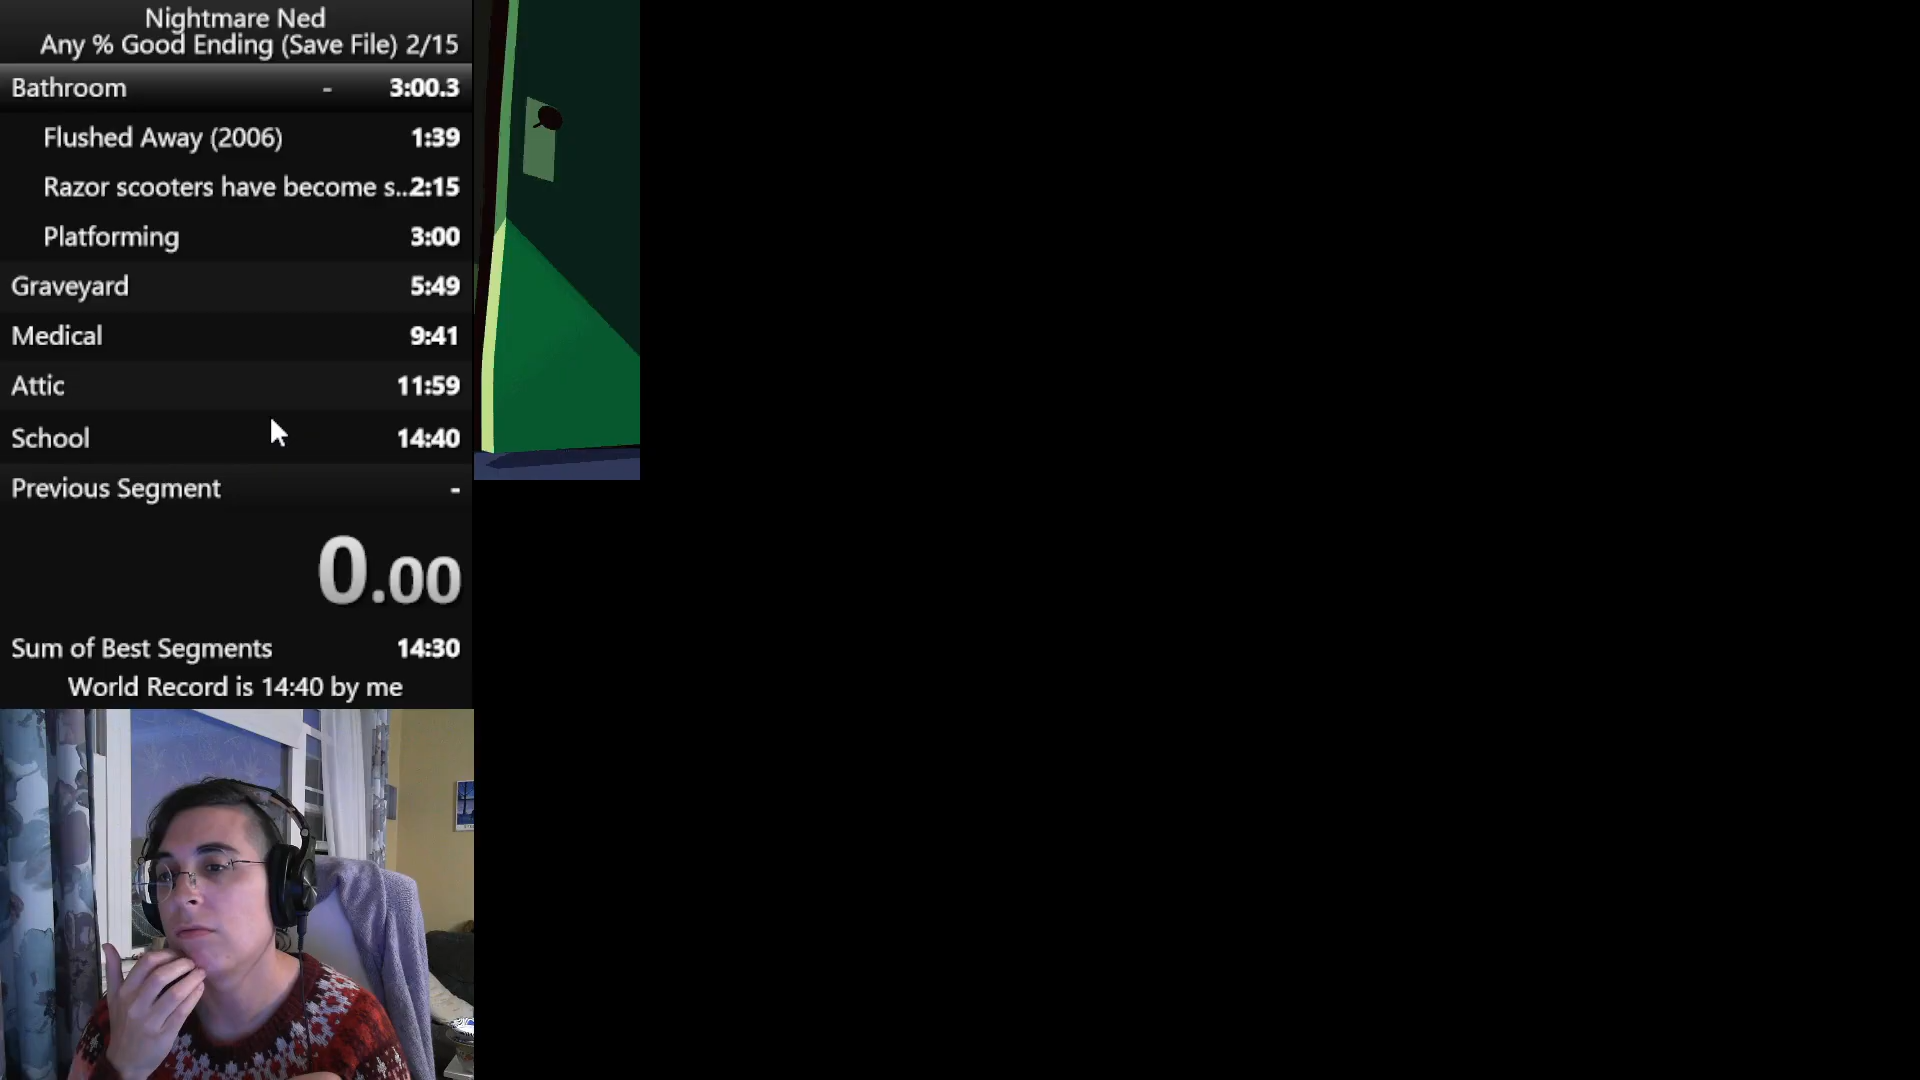 Nightmare Ned
Any % Good Ending (Save File) 2/15
Bathroom - 3:00.3
Flushed Away (2006) 1:39
Razor scooters have become s.. 2:15
Platforming 3:00
Graveyard 5:49
Medical 9:41
Attic 11:59
School 14:40
Previous Segment -
0.00
Sum of Best Segments 14:30
World Record is 14:40 by me